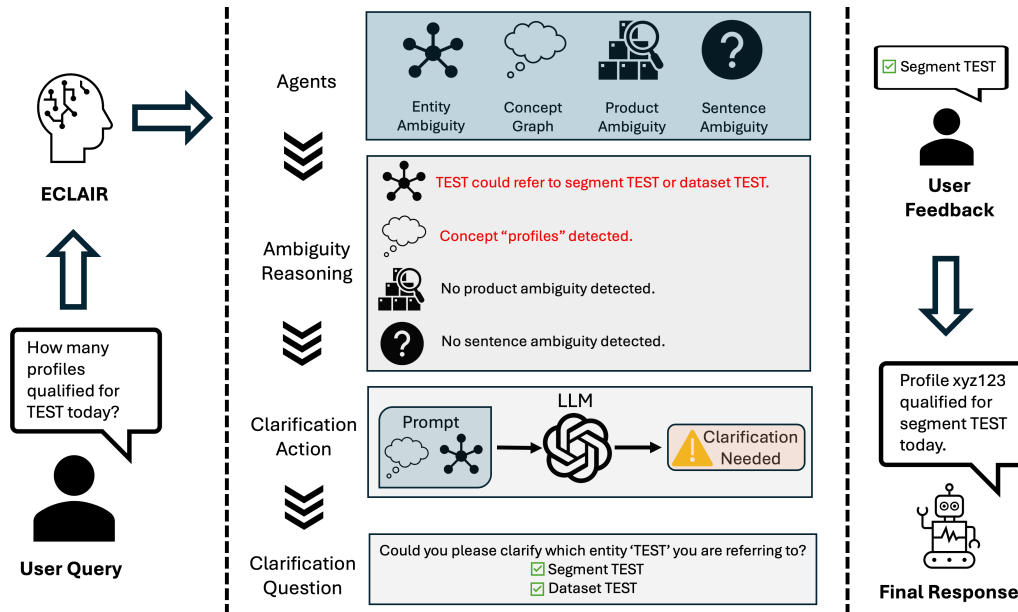 ECLAIR
How many
profiles
qualified for
TEST today?
User Query
Agents
Entity
Ambiguity
Concept
Graph
Product
Ambiguity
Sentence
Ambiguity
?
Ambiguity
Reasoning
TEST could refer to segment TEST or dataset TEST.
Concept “profiles” detected.
No product ambiguity detected.
?
No sentence ambiguity detected.
Clarification
Action
Prompt
LLM
Clarification
Needed
Clarification
Question
Could you please clarify which entity ‘TEST’ you are referring to?
Segment TEST
Dataset TEST
Segment TEST
User
Feedback
Profile xyz123
qualified for
segment TEST
today.
Final Response